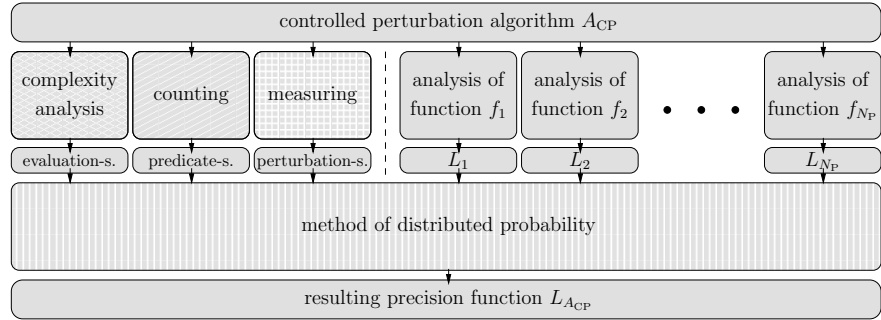 controlled perturbation algorithm A_CP
complexity analysis
counting
measuring
analysis of function f_1
analysis of function f_2
• • •
analysis of function f_{N_P}
evaluation-s.
predicate-s.
perturbation-s.
L_1
L_2
L_{N_P}
method of distributed probability
resulting precision function L_{A_CP}